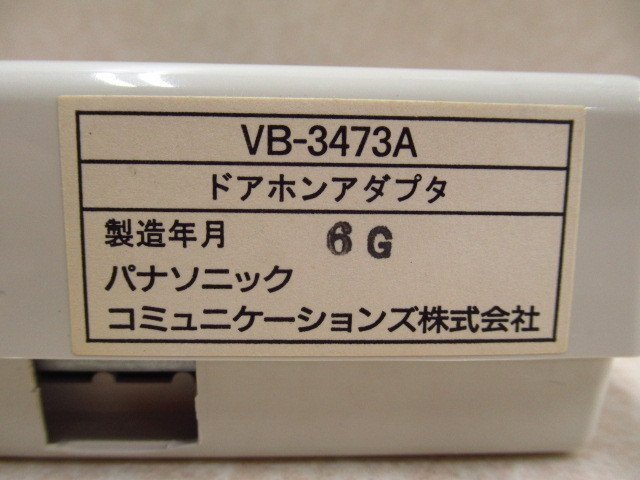 VB-3473A
ドアホンアダプタ
製造年月 6G
パナソニック
コミュニケーションズ株式会社